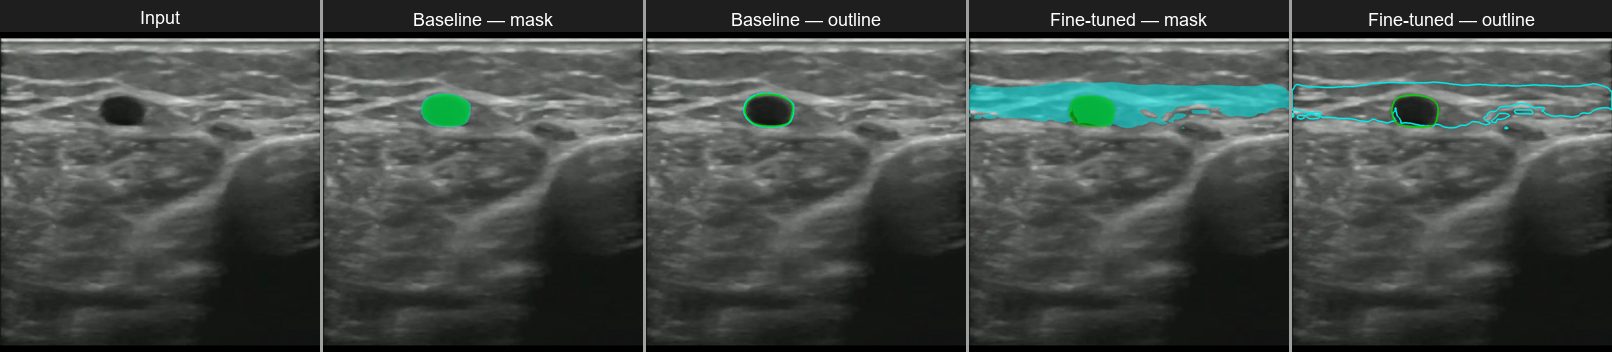 Input
Baseline — mask
Baseline — outline
Fine-tuned — mask
Fine-tuned — outline